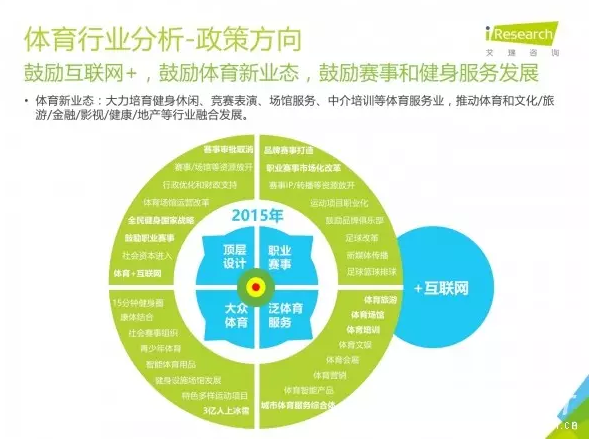 体育行业分析-政策方向
iResearch
艾瑞咨询
鼓励互联网+，鼓励体育新业态，鼓励赛事和健身服务发展
• 体育新业态：大力培育健身休闲、竞赛表演、场馆服务、中介培训等体育服务业，推动体育和文化/旅
游/金融/影视/健康/地产等行业融合发展。
赛事审批取消
赛事/场馆等资源放开
行政优化和财政支持
体育场馆运营改革
全民健身国家战略
鼓励职业赛事
社会资本进入
体育+互联网
品牌赛事打造
职业赛事市场化改革
赛事IP/转播等资源放开
运动项目职业化
鼓励品牌俱乐部
足球改革
新媒体传播
足球篮球排球
2015年
顶层
设计
职业
赛事
大众
体育
泛体育
服务
+互联网
15分钟健身圈
康体结合
社会赛事组织
青少年体育
智能体育用品
健身设施场馆发展
特色多样运动项目
3亿人上冰雪
体育旅游
体育场馆
体育培训
体育文娱
体育会展
体育营销
体育智能产品
城市体育服务综合体